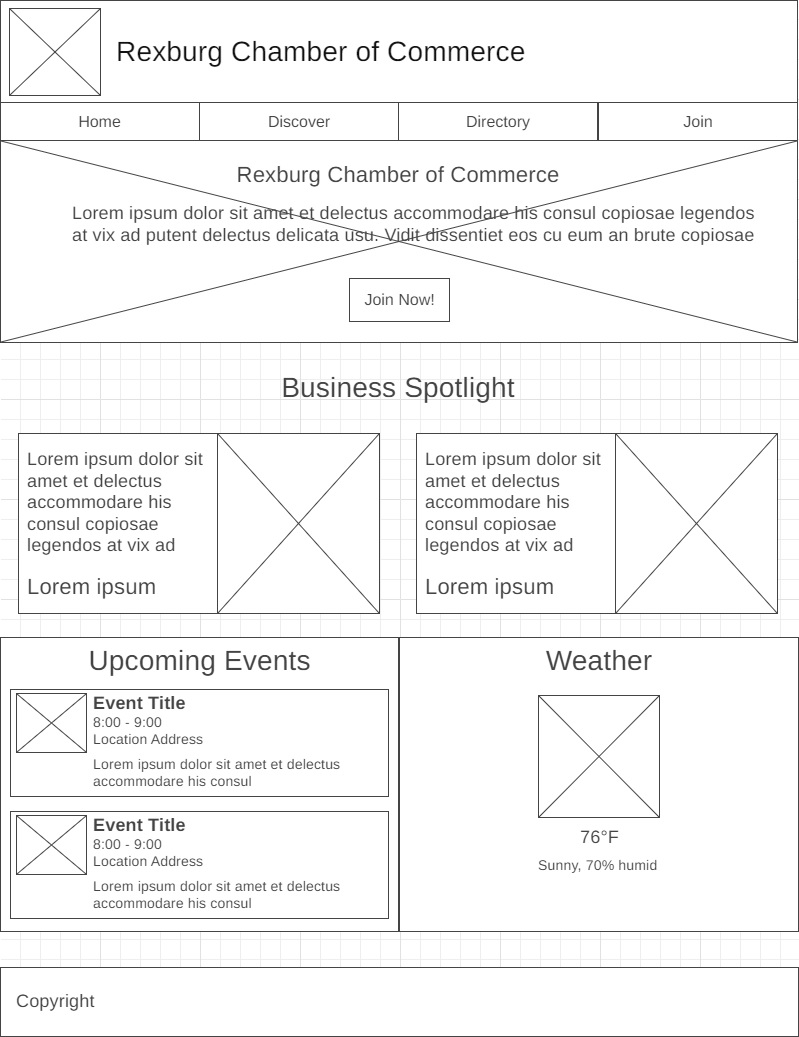 Rexburg Chamber of Commerce
Home
Discover
Directory
Join
Rexburg Chamber of Commerce
Lorem ipsum dolor sit amet et delectus accommodare his consul copiosae legendos
at vix ad putent delectus delicata usu. Vidit dissentiet eos cu eum an brute copiosae
Join Now!
Business Spotlight
Lorem ipsum dolor sit
amet et delectus
accommodare his
consul copiosae
legendos at vix ad
Lorem ipsum
Lorem ipsum dolor sit
amet et delectus
accommodare his
consul copiosae
legendos at vix ad
Lorem ipsum
Upcoming Events
Event Title
8:00 - 9:00
Location Address
Lorem ipsum dolor sit amet et delectus
accommodare his consul
Event Title
8:00 - 9:00
Location Address
Lorem ipsum dolor sit amet et delectus
accommodare his consul
Weather
76°F
Sunny, 70% humid
Copyright